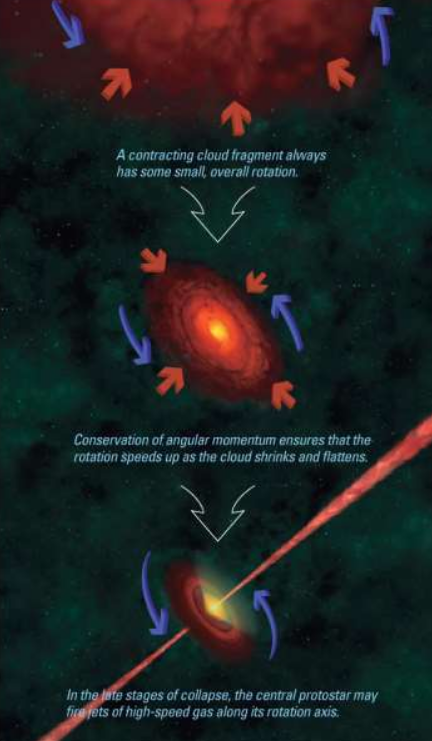 A contracting cloud fragment always
has some small, overall rotation.
Conservation of angular momentum ensures that the
rotation speeds up as the cloud shrinks and flattens.
In the late stages of collapse, the central protostar may
fire jets of high-speed gas along its rotation axis.